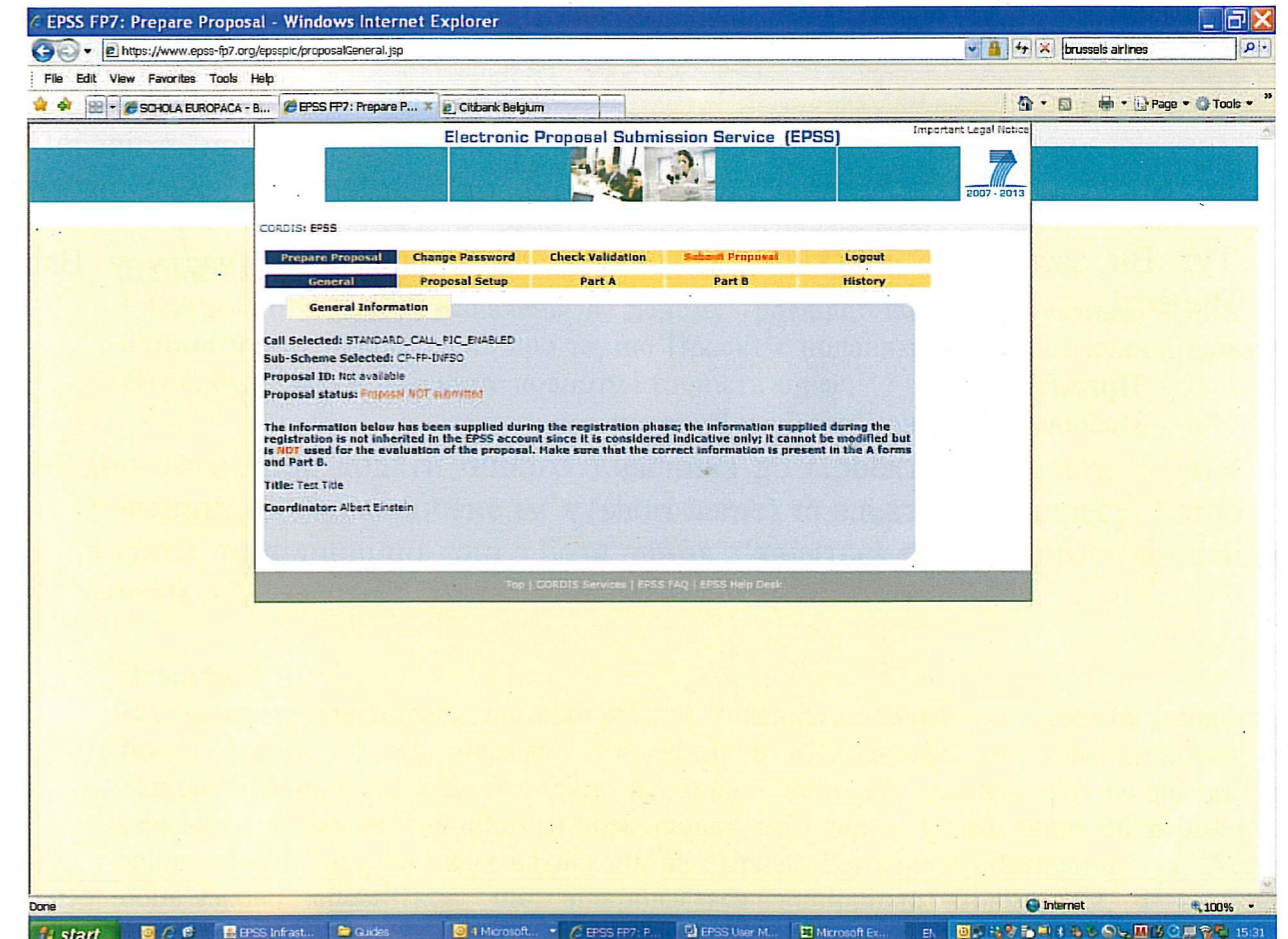 EPSS FP7: Prepare Proposal - Windows Internet Explorer
https://www.epss-fp7.org/epsspic/proposalGeneral.jsp
brussels airlines
File Edit View Favorites Tools Help
SCHOLA EUROPACA - B...
EPSS FP7: Prepare P...
Citibank Belgium
Page
Tools
Electronic Proposal Submission Service (EPSS)
Important Legal Notice
7
2007 - 2013
CORDIS: EPSS
Prepare Proposal Change Password Check Validation Submit Proposal Logout
General Proposal Setup Part A Part B History
General Information
Call Selected: STANDARD_CALL_PIC_ENABLED
Sub-Scheme Selected: CP-FP-INFSO
Proposal ID: Not available
Proposal status: Proposal NOT submitted
The information below has been supplied during the registration phase; the information supplied during the
registration is not inherited in the EPSS account since it is considered indicative only; it cannot be modified but
is NOT used for the evaluation of the proposal. Make sure that the correct information is present in the A forms
and Part B.
Title: Test Title
Coordinator: Albert Einstein
Top | CORDIS Services | EPSS FAQ | EPSS Help Desk
Done
Internet
100%
start
EPSS Infrast...
Guides
4 Microsoft...
EPSS FP7: P...
EPSS User M...
Microsoft Ex...
EN
15:31